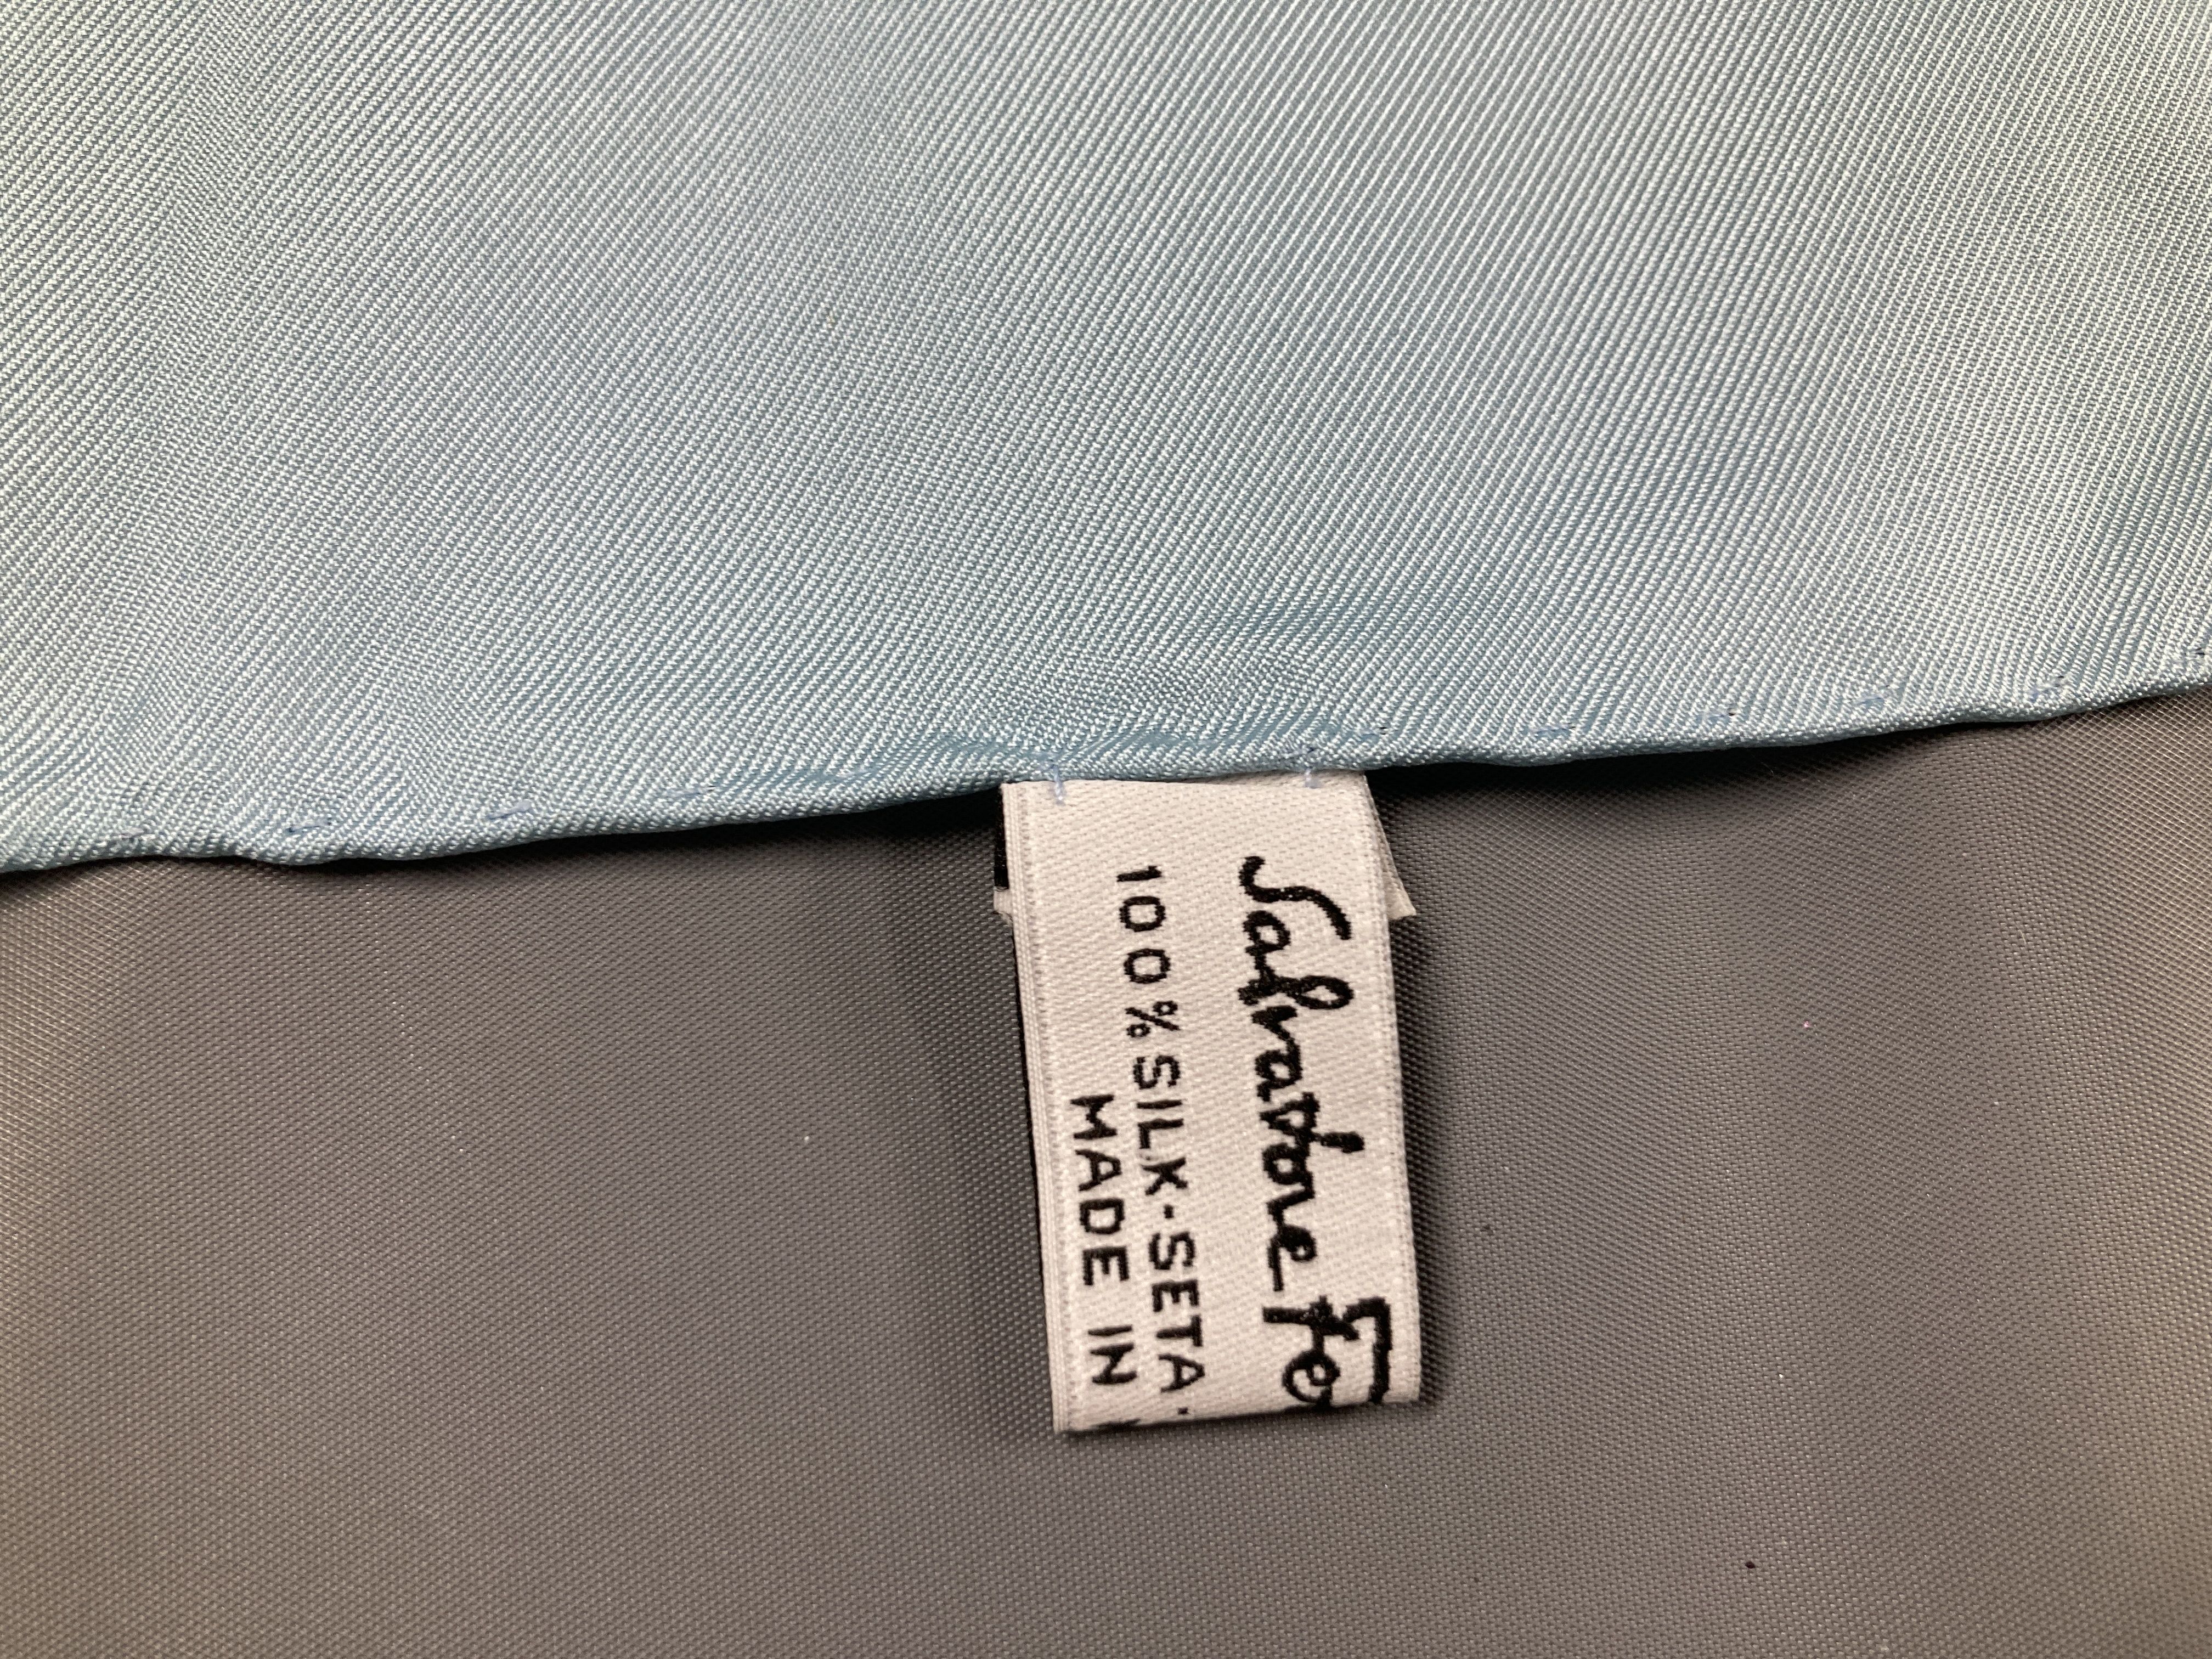 Salvatore Fe
100% SILK-SETA
MADE IN